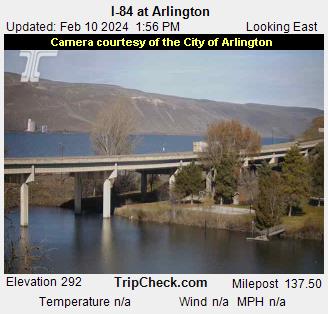 I-84 at Arlington
Updated: Feb 10 2024 1:56 PM Looking East
Camera courtesy of the City of Arlington
Elevation 292 TripCheck.com Milepost 137.50
Temperature n/a Wind n/a MPH n/a